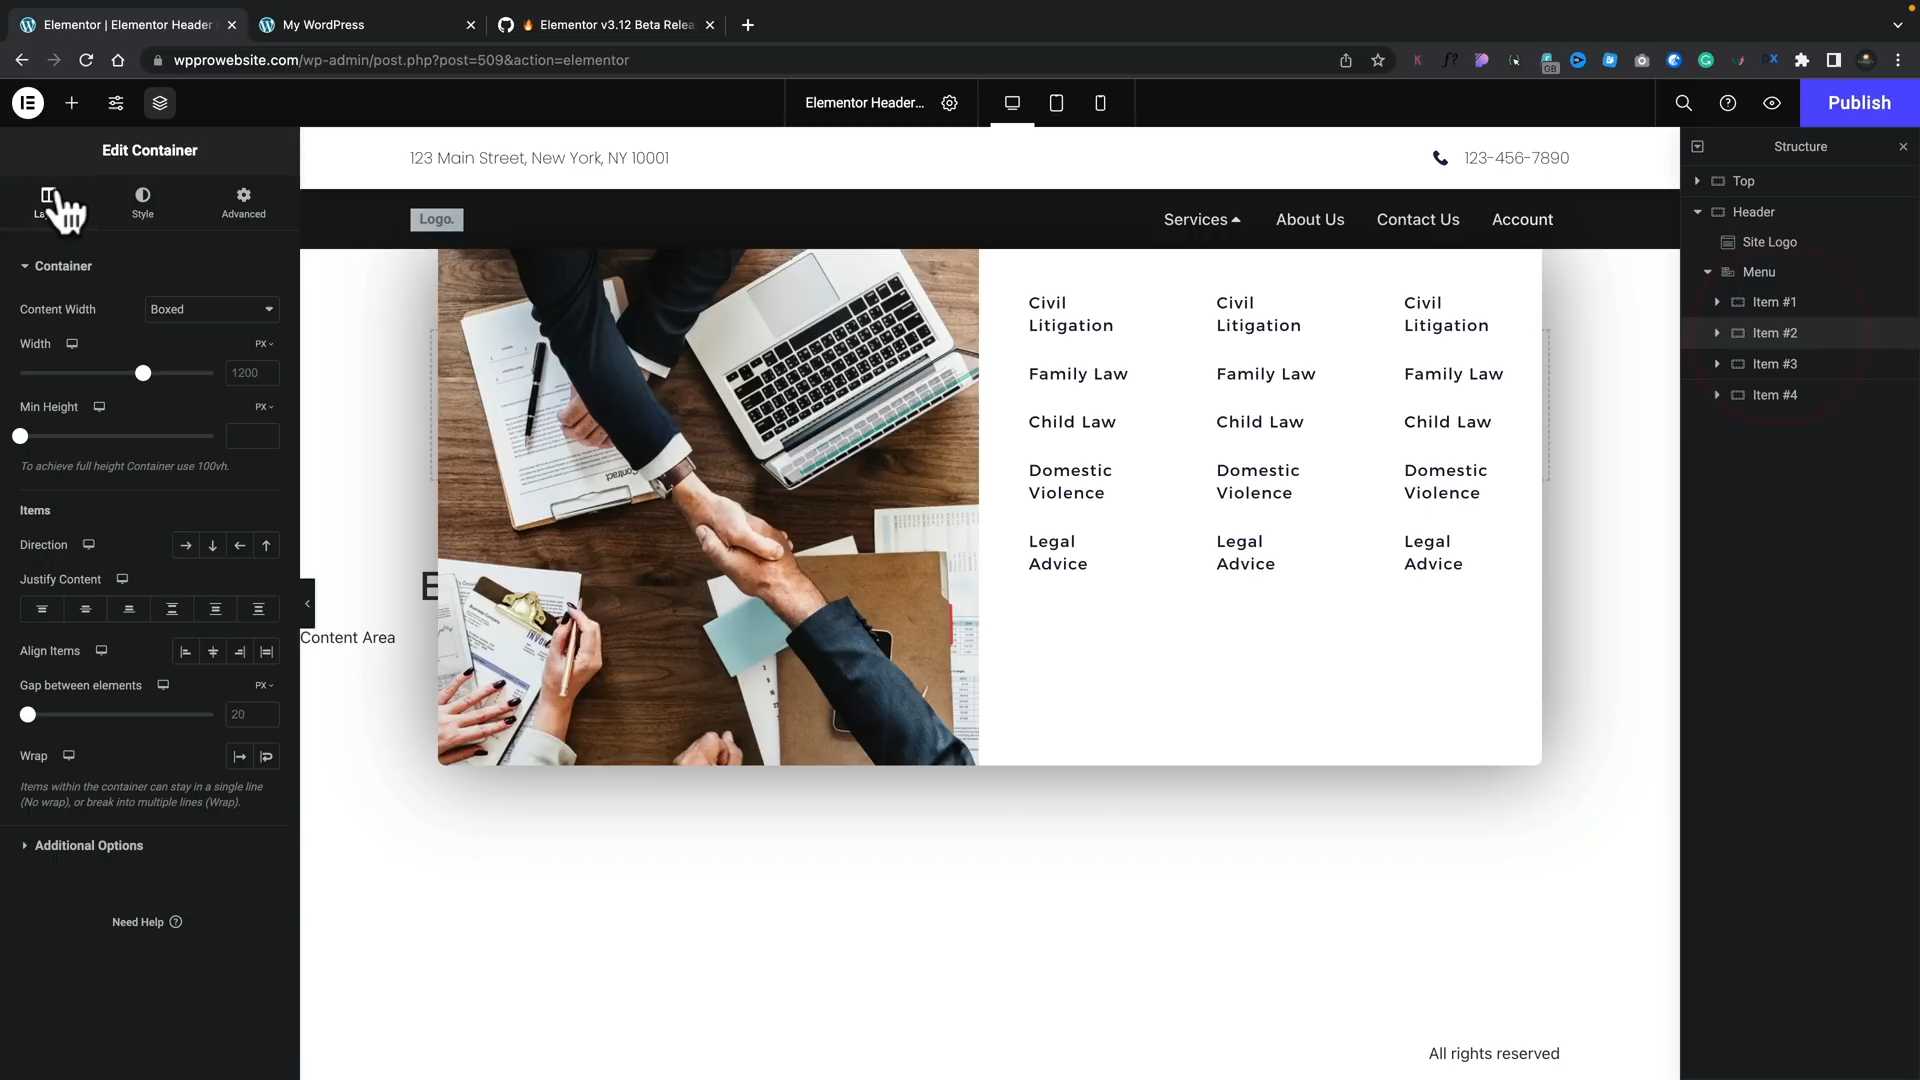 Elementor | Elementor Header
My WordPress
🔥 Elementor v3.12 Beta Relea
wpprowebsite.com/wp-admin/post.php?post=509&action=elementor
GB
Elementor Header...
Publish
Edit Container
Style
Advanced
Container
Content Width
Boxed
Width
PX
1200
Min Height
PX
To achieve full height Container use 100vh.
Items
Direction
Justify Content
Align Items
Gap between elements
PX
20
Wrap
Items within the container can stay in a single line
(No wrap), or break into multiple lines (Wrap).
Additional Options
Need Help
123 Main Street, New York, NY 10001
123-456-7890
Logo.
Services
About Us
Contact Us
Account
Civil
Litigation
Family Law
Child Law
Domestic
Violence
Legal
Advice
Civil
Litigation
Family Law
Child Law
Domestic
Violence
Legal
Advice
Civil
Litigation
Family Law
Child Law
Domestic
Violence
Legal
Advice
Contract
INVOICE
E
Content Area
All rights reserved
Structure
Top
Header
Site Logo
Menu
Item #1
Item #2
Item #3
Item #4